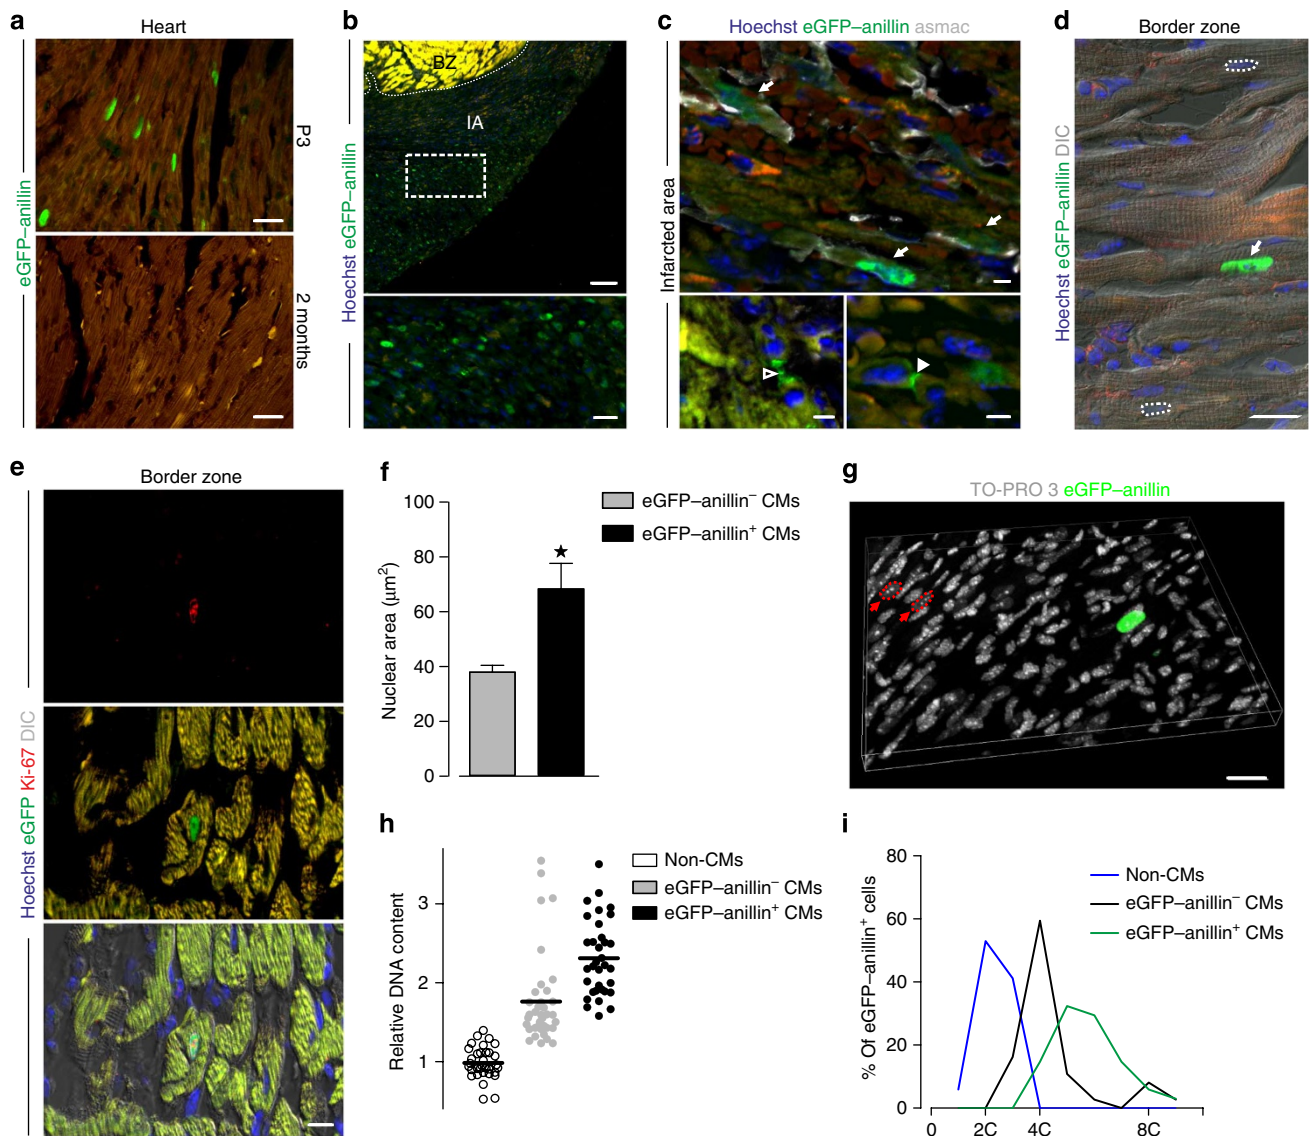 a
Heart
eGFP–anillin
P3
2 months
b
Hoechst eGFP–anillin
BZ
IA
c
Hoechst eGFP–anillin asmac
Infarcted area
d
Border zone
Hoechst eGFP–anillin DIC
e
Border zone
Hoechst eGFP Ki-67 DIC
f
Nuclear area (μm²)
100
80
60
40
20
0
★
eGFP–anillin⁻ CMs
eGFP–anillin⁺ CMs
g
TO-PRO 3 eGFP–anillin
h
Relative DNA content
3
2
1
Non-CMs
eGFP–anillin⁻ CMs
eGFP–anillin⁺ CMs
i
% Of eGFP–anillin⁺ cells
80
60
40
20
0
0 2C 4C 8C
Non-CMs
eGFP–anillin⁻ CMs
eGFP–anillin⁺ CMs